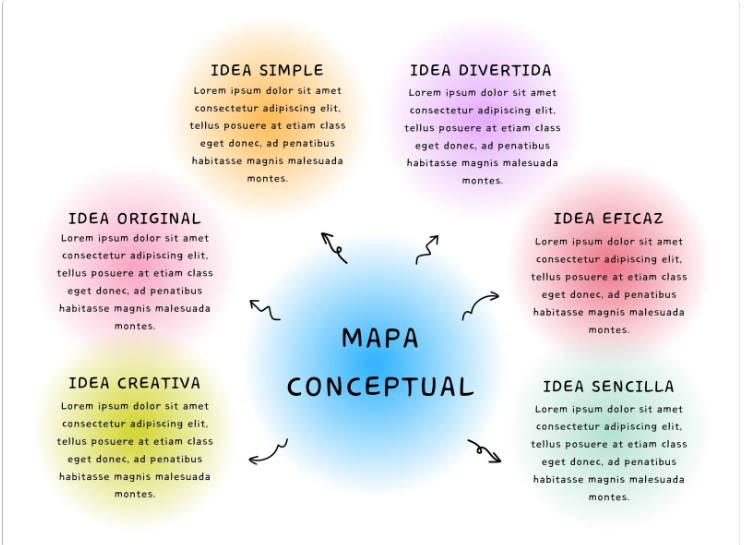 IDEA SIMPLE
Lorem ipsum dolor sit amet
consectetur adipiscing elit,
tellus posuere at etiam class
eget donec, ad penatibus
habitasse magnis malesuada
montes.
IDEA DIVERTIDA
Lorem ipsum dolor sit amet
consectetur adipiscing elit,
tellus posuere at etiam class
eget donec, ad penatibus
habitasse magnis malesuada
montes.
IDEA ORIGINAL
Lorem ipsum dolor sit amet
consectetur adipiscing elit,
tellus posuere at etiam class
eget donec, ad penatibus
habitasse magnis malesuada
montes.
IDEA EFICAZ
Lorem ipsum dolor sit amet
consectetur adipiscing elit,
tellus posuere at etiam class
eget donec, ad penatibus
habitasse magnis malesuada
montes.
MAPA
CONCEPTUAL
IDEA CREATIVA
Lorem ipsum dolor sit amet
consectetur adipiscing elit,
tellus posuere at etiam class
eget donec, ad penatibus
habitasse magnis malesuada
montes.
IDEA SENCILLA
Lorem ipsum dolor sit amet
consectetur adipiscing elit,
tellus posuere at etiam class
eget donec, ad penatibus
habitasse magnis malesuada
montes.